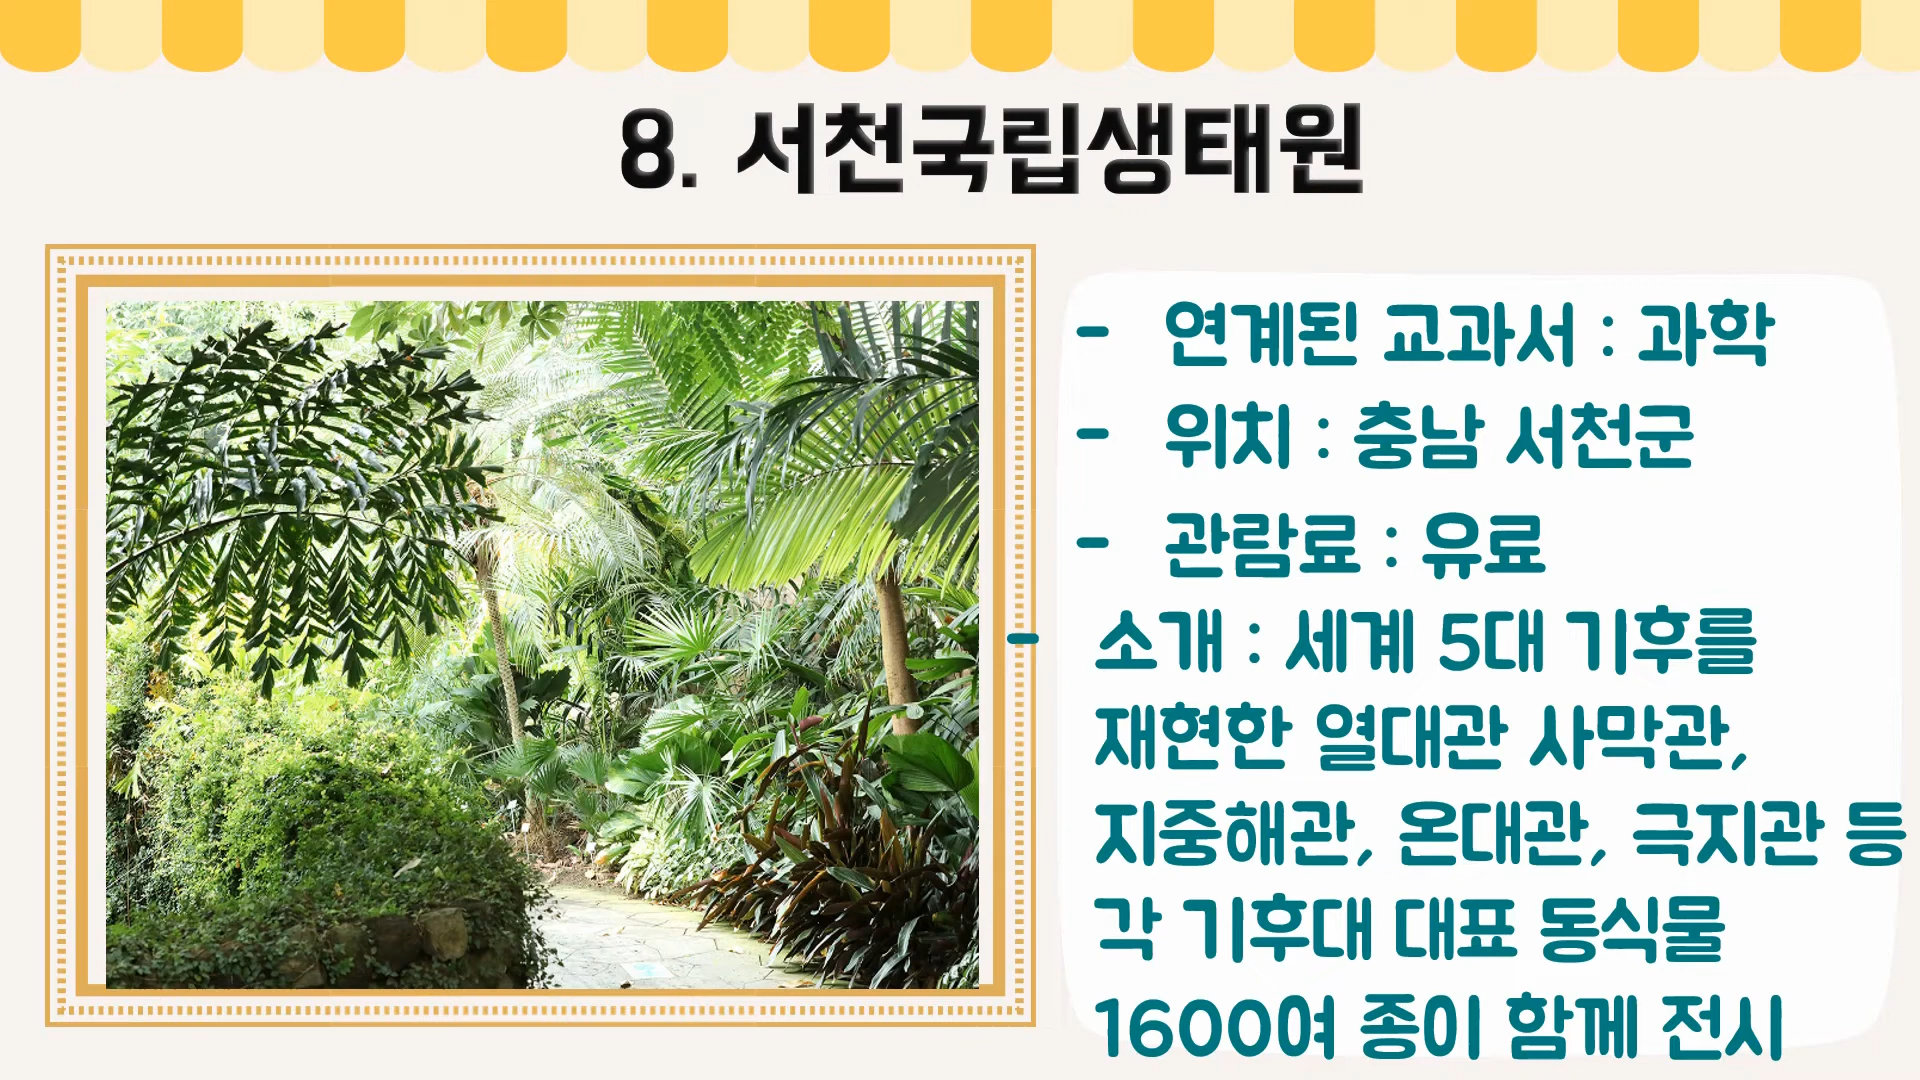 8. 서천국립생태원
- 연계된 교과서 : 과학
- 위치 : 충남 서천군
- 관람료 : 유료
- 소개 : 세계 5대 기후를
재현한 열대관 사막관,
지중해관, 온대관, 극지관 등
각 기후대 대표 동식물
1600여 종이 함께 전시